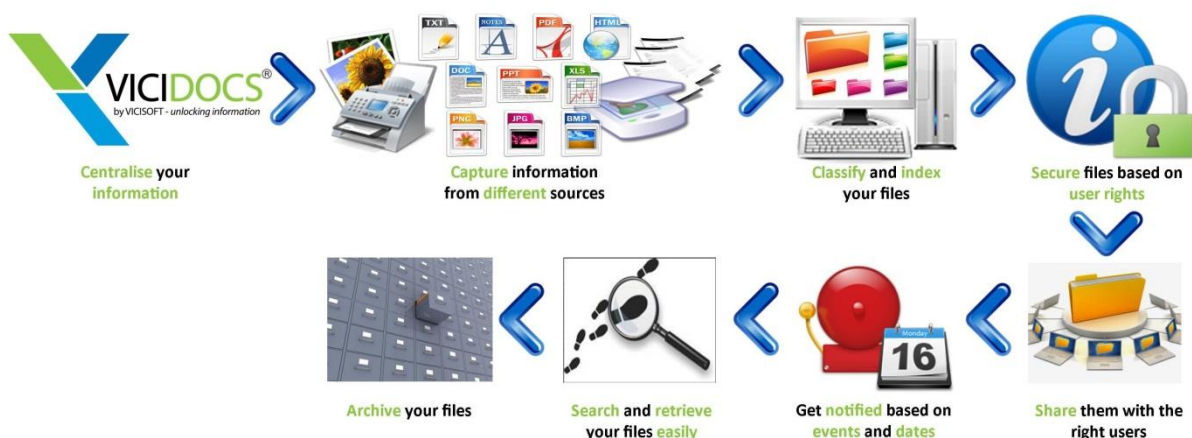 VICIDOCS®
by VICISOFT - unlocking information
Centralise your
information
TXT
NOTES
PDF
HTML
DOC
PPT
XLS
PNG
JPG
BMP
Capture information
from different sources
Classify and index
your files
Secure files based on
user rights
Share them with the
right users
Monday
16
Get notified based on
events and dates
Search and retrieve
your files easily
Archive your files